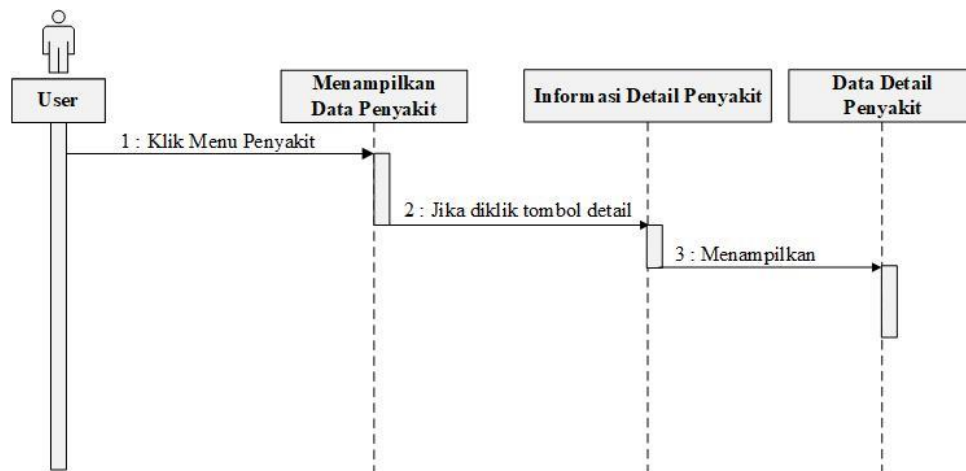 User
Menampilkan
Data Penyakit
Informasi Detail Penyakit
Data Detail
Penyakit
1 : Klik Menu Penyakit
2 : Jika diklik tombol detail
3 : Menampilkan